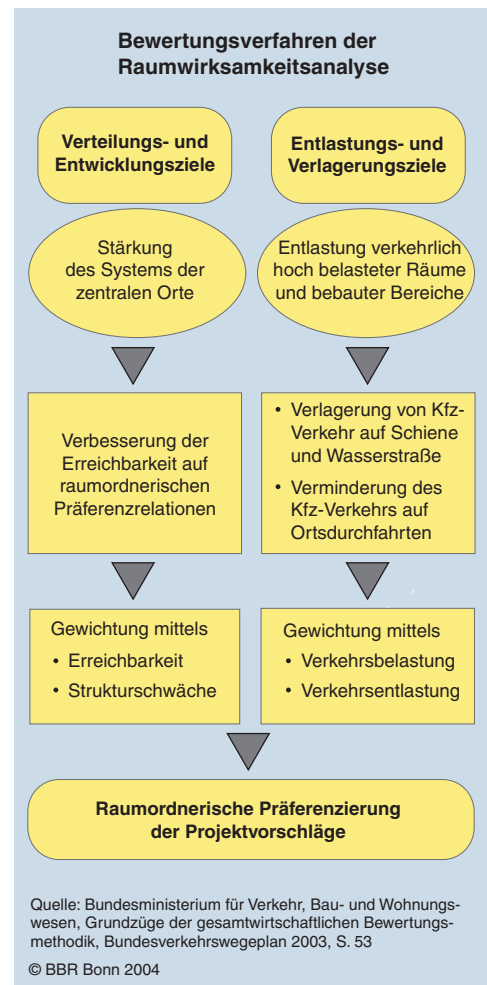 Bewertungsverfahren der
Raumwirksamkeitsanalyse
Verteilungs- und
Entwicklungsziele
Stärkung
des Systems der
zentralen Orte
Verbesserung der
Erreichbarkeit auf
raumordnerischen
Präferenzrelationen
Gewichtung mittels
• Erreichbarkeit
• Strukturschwäche
Entlastungs- und
Verlagerungsziele
Entlastung verkehrlich
hoch belasteter Räume
und bebauter Bereiche
• Verlagerung von Kfz-
Verkehr auf Schiene
und Wasserstraße
• Verminderung des
Kfz-Verkehrs auf
Ortsdurchfahrten
Gewichtung mittels
• Verkehrsbelastung
• Verkehrsentlastung
Raumordnerische Präferenzierung
der Projektvorschläge
Quelle: Bundesministerium für Verkehr, Bau- und Wohnungs-
wesen, Grundzüge der gesamtwirtschaftlichen Bewertungs-
methodik, Bundesverkehrswegeplan 2003, S. 53
© BBR Bonn 2004